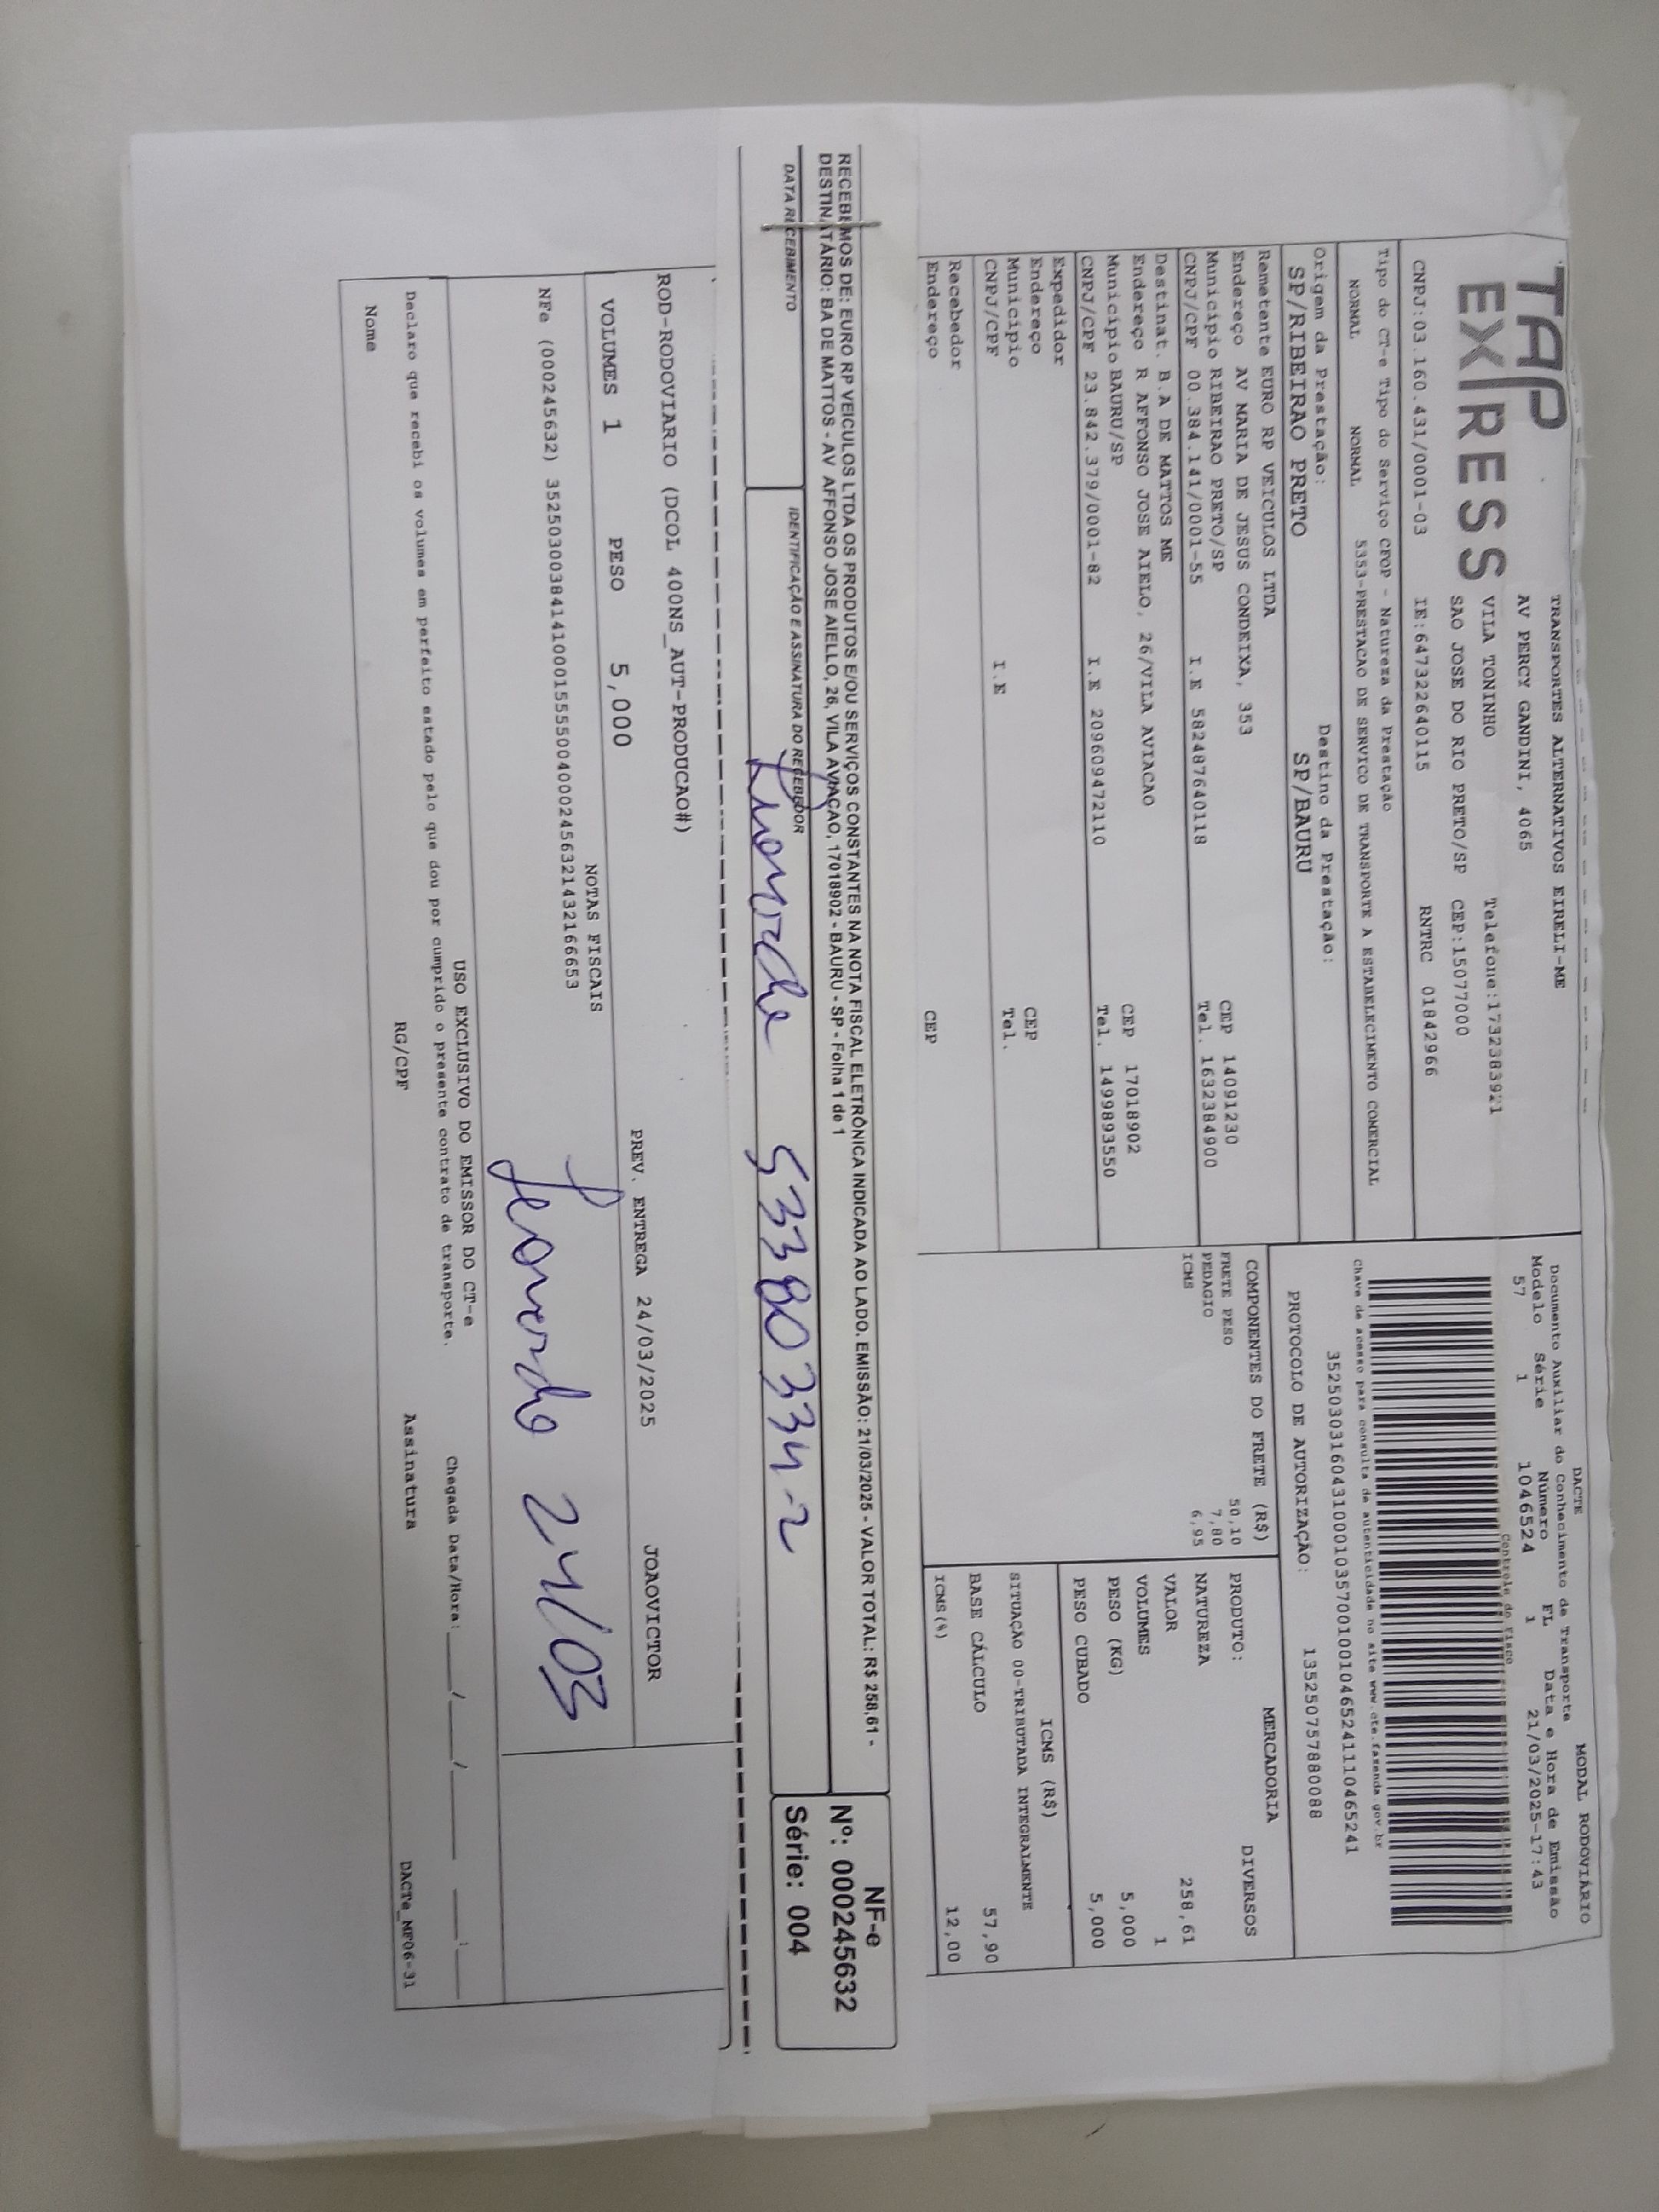 TAP
EXPRESS
TRANSPORTES ALTERNATIVOS EIRELI-ME
AV PERCY GANDINI, 4065
VILA TONINHO Telefone:1732383921
SAO JOSE DO RIO PRETO/SP CEP:15077000
CNPJ:03.160.431/0001-03 IE:647322640115 RNTRC 01842966
Tipo do CT-e Tipo do Serviço CFOP - Natureza da Prestação
NORMAL NORMAL 5353-PRESTACAO DE SERVICO DE TRANSPORTE A ESTABELECIMENTO COMERCIAL
Origem da Prestação: Destino da Prestação:
SP/RIBEIRAO PRETO SP/BAURU
DACTE MODAL RODOVIÁRIO
Documento Auxiliar do Conhecimento de Transporte
Modelo Série Número FL Data e Hora de Emissão
57 1 1046524 1 21/03/2025-17:43
Controle do Fisco
Chave de acesso para consulta de autenticidade no site www.cte.fazenda.gov.br
35250303160431000103570010010465241110465241
PROTOCOLO DE AUTORIZAÇÃO: 135250757880088
Remetente EURO RP VEICULOS LTDA
Endereço AV MARIA DE JESUS CONDEIXA, 353 CEP 14091230
Município RIBEIRAO PRETO/SP Tel. 1632384900
CNPJ/CPF 00.384.141/0001-55 I.E 582487640118
Destinat. B.A DE MATTOS ME
Endereço R AFFONSO JOSE AIELO, 26/VILA AVIACAO CEP 17018902
Município BAURU/SP Tel. 1499893550
CNPJ/CPF 23.842.379/0001-82 I.E 209609472110
Expedidor
Endereço CEP
Município Tel.
CNPJ/CPF I.E
Recebedor
Endereço CEP
COMPONENTES DO FRETE (R$)
FRETE PESO 50,10
PEDAGIO 7,80
ICMS 6,95
MERCADORIA
PRODUTO: DIVERSOS
NATUREZA
VALOR 258,61
VOLUMES 1
PESO (KG) 5,000
PESO CUBADO 5,000
ICMS (R$)
SITUAÇÃO 00-TRIBUTADA INTEGRALMENTE
BASE CÁLCULO 57,90
ICMS(%) 12,00
RECEBEMOS DE: EURO RP VEICULOS LTDA OS PRODUTOS E/OU SERVIÇOS CONSTANTES NA NOTA FISCAL ELETRÔNICA INDICADA AO LADO. EMISSÃO: 21/03/2025 - VALOR TOTAL: R$ 258,61 -
DESTINATÁRIO: BA DE MATTOS - AV AFFONSO JOSE AIELLO, 26, VILA AVIACAO, 17018902 - BAURU - SP - Folha 1 de 1
DATA RECEBIMENTO IDENTIFICAÇÃO E ASSINATURA DO RECEBEDOR
53380334-2
NF-e
Nº: 000245632
Série: 004
ROD-RODOVIARIO (DCOL 400NS_AUT-PRODUCAO#) PREV. ENTREGA 24/03/2025 JOAOVICTOR
VOLUMES 1 PESO 5,000
NOTAS FISCAIS
NFe (000245632) 35250300384141000155550040002456321432166653
Leonardo 24/03
USO EXCLUSIVO DO EMISSOR DO CT-e
Declaro que recebi os volumes em perfeito estado pelo que dou por cumprido o presente contrato de transporte. Chegada Data/Hora: ___/___/_____ ___:___
Nome RG/CPF Assinatura DACTe_MF06-31